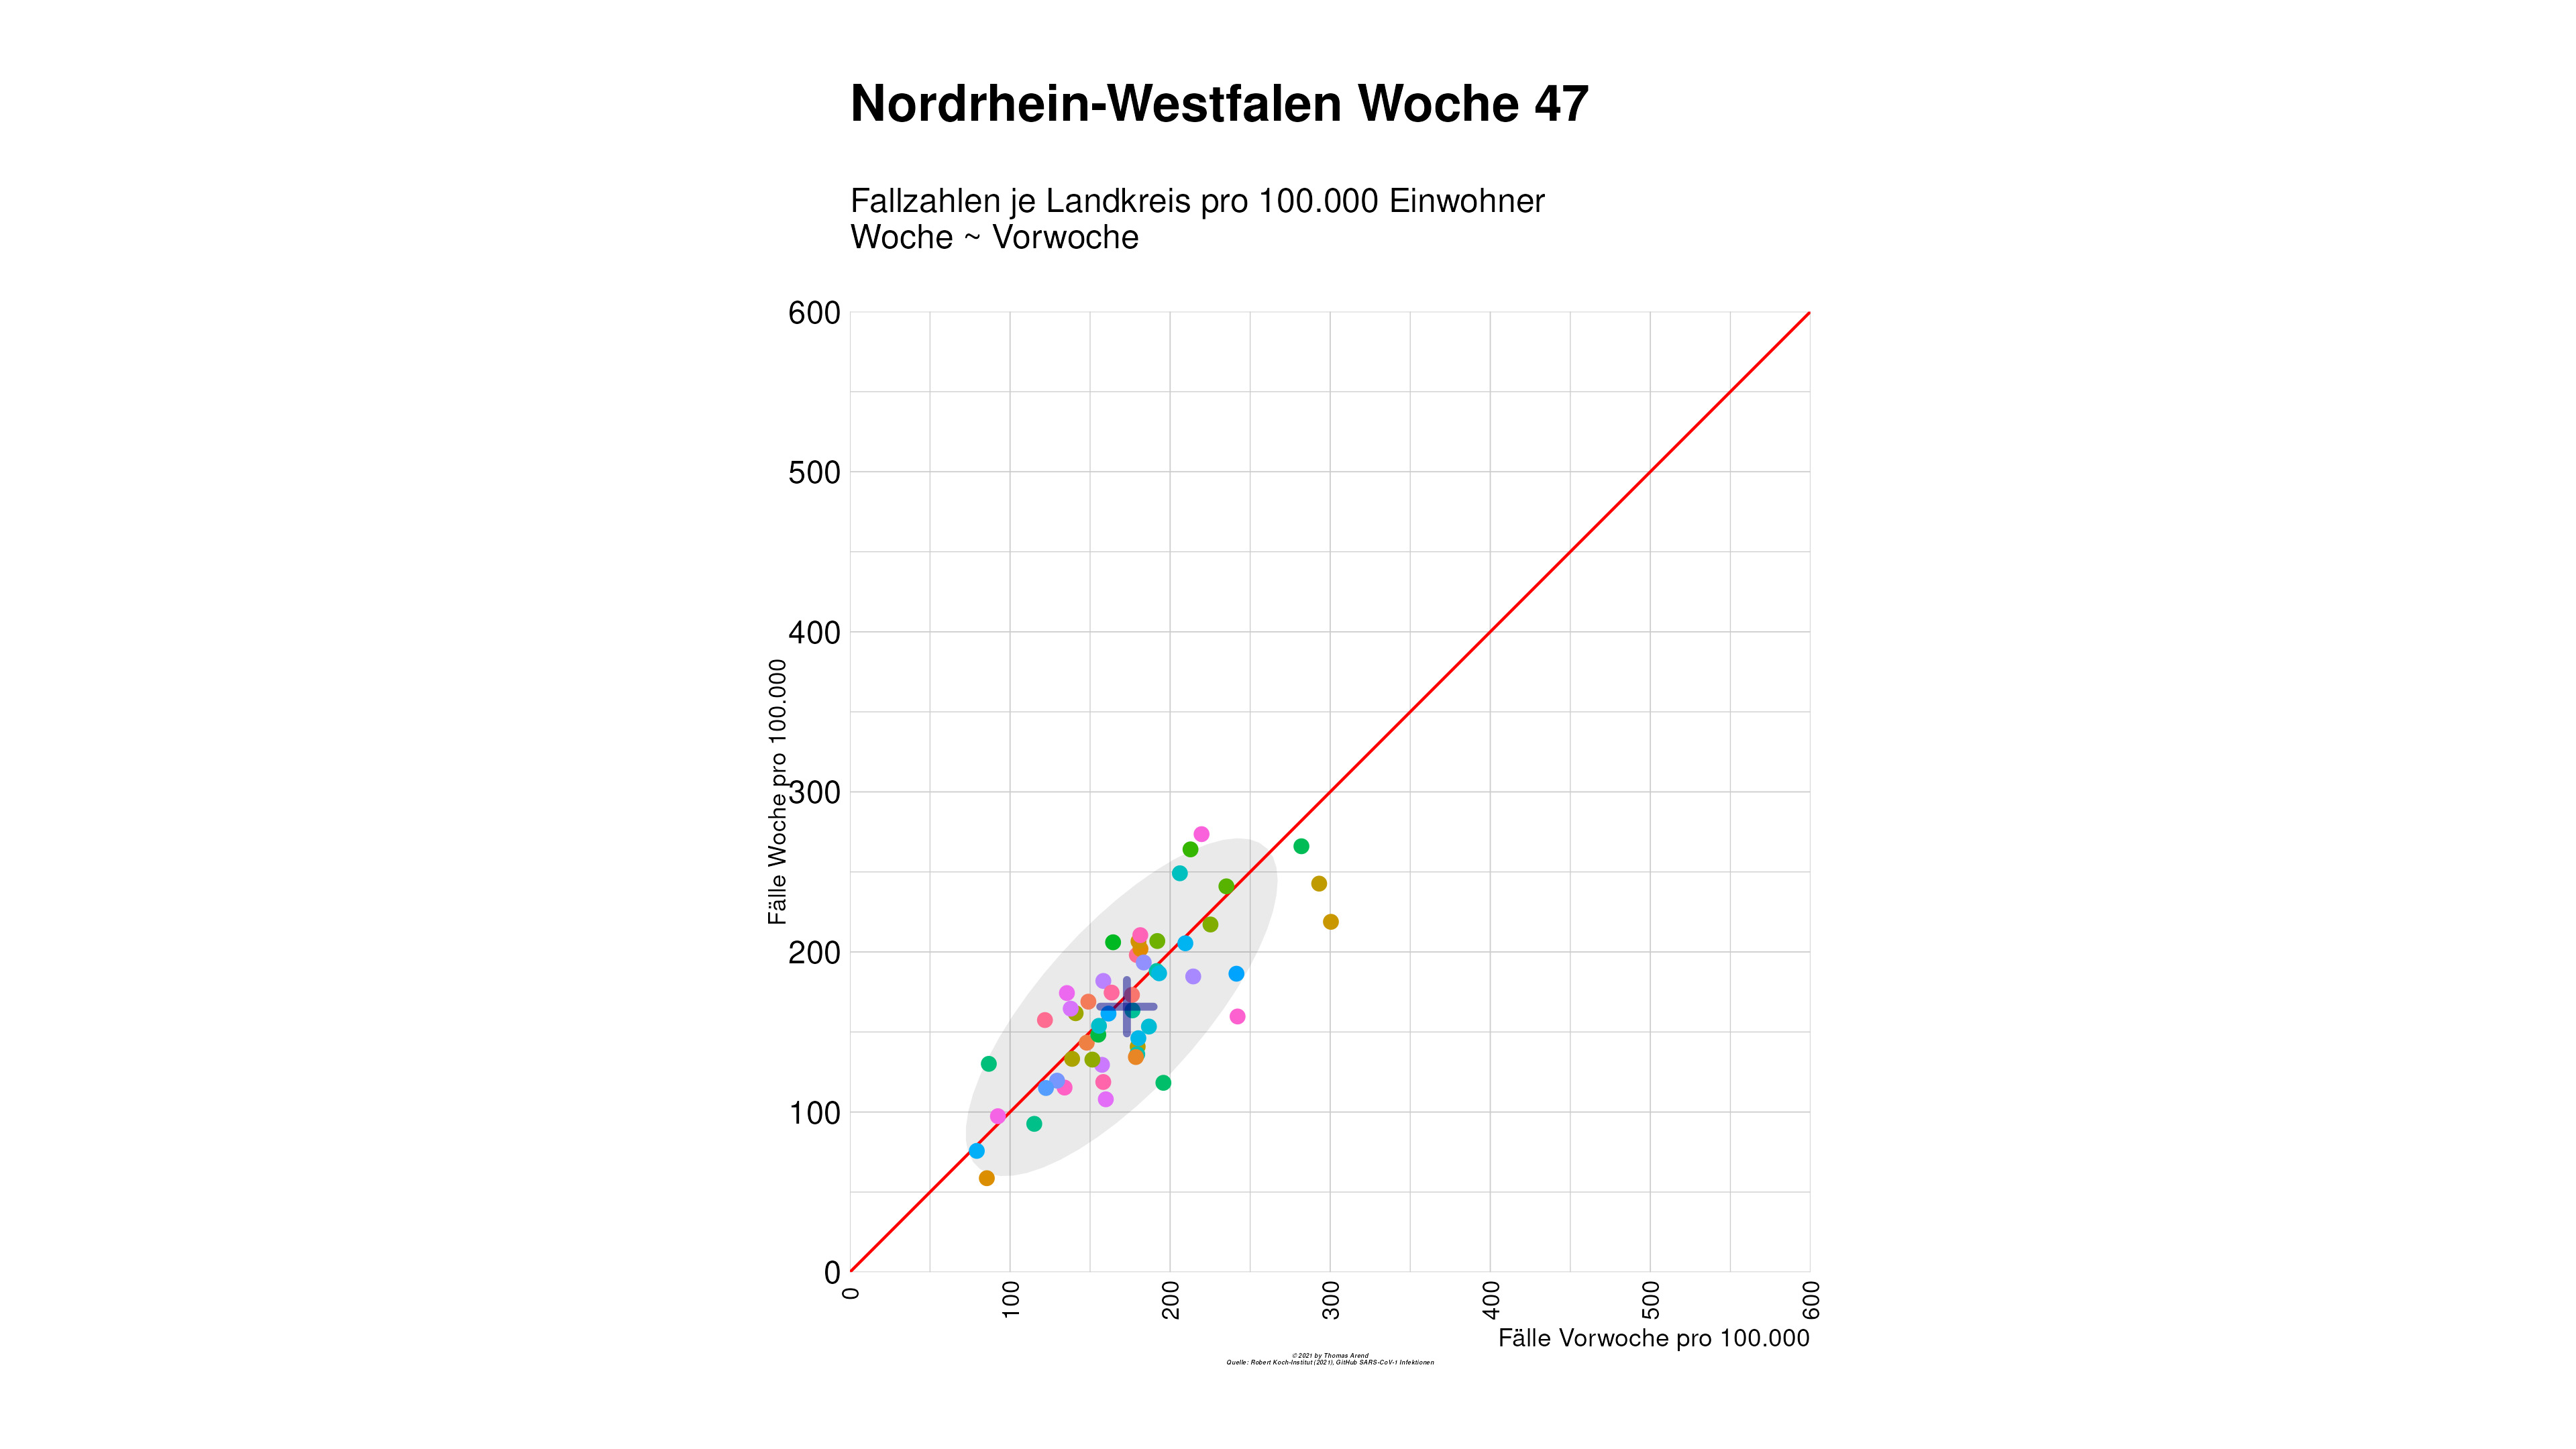 Nordrhein-Westfalen Woche 47
Fallzahlen je Landkreis pro 100.000 Einwohner
Woche ~ Vorwoche
600
500
400
300
200
100
0
Fälle Woche pro 100.000
0
100
200
300
400
500
600
Fälle Vorwoche pro 100.000
© 2021 by Thomas Arend
Quelle: Robert Koch-Institut (2021), GitHub SARS-CoV-1 Infektionen